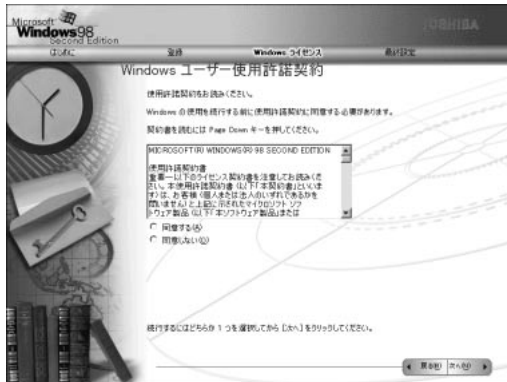 Microsoft
Windows98
Second Edition
TOSHIBA
はじめに 登録 Windows ライセンス 最終設定
Windows ユーザー使用許諾契約
使用許諾契約をお読みください。
Windows の使用を続行する前に使用許諾契約に同意する必要があります。
契約書を読むには Page Down キーを押してください。
MICROSOFT(R) WINDOWS(R) 98 SECOND EDITION
使用許諾契約書
重要－以下のライセンス契約書を注意してお読みくだ
さい。本使用許諾契約書 (以下「本契約書」といいま
す) は、お客様 (個人または法人のいずれであるかを
問いません) と上記に示されたマイクロソフト ソフ
トウェア製品 (以下「本ソフトウェア製品」または
同意する(A)
同意しない(D)
続行するにはどちらか 1 つを選択してから [次へ] をクリックしてください。
戻る(B) 次へ(N)